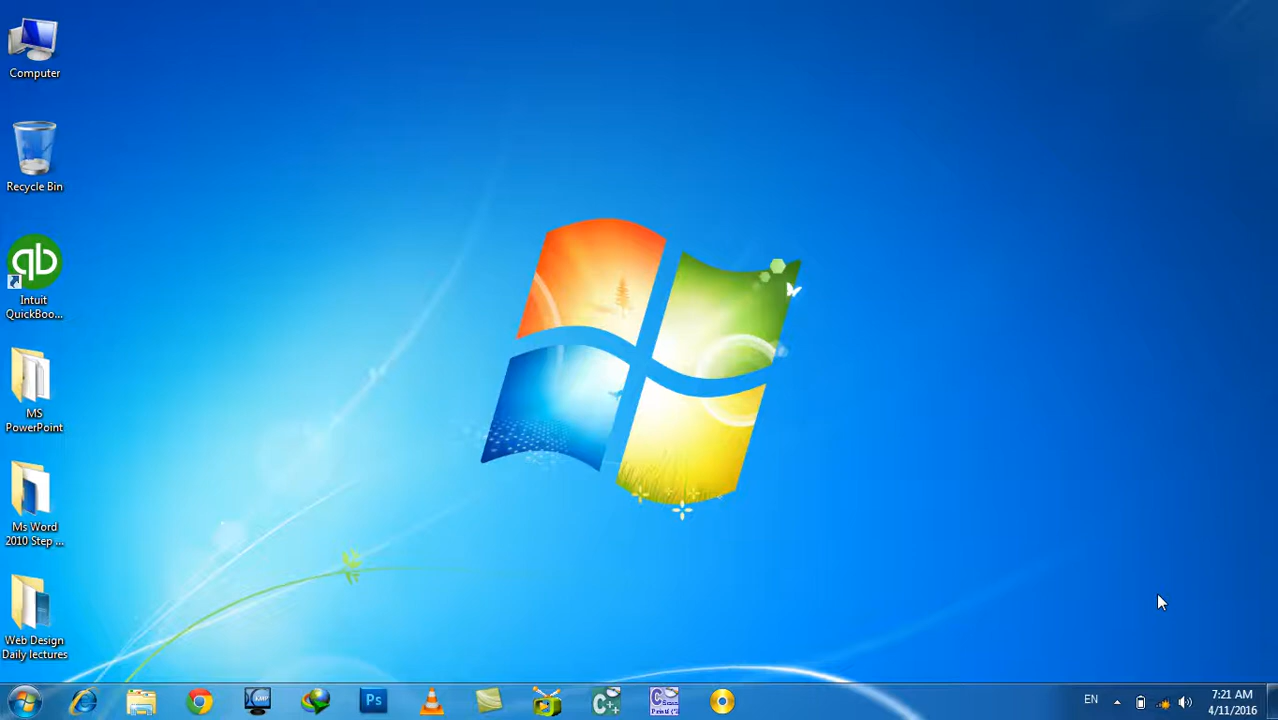 Computer
Recycle Bin
qb
Intuit
QuickBoo...
MS
PowerPoint
Ms Word
2010 Step ...
Web Design
Daily lectures
Ps
C++
EN
7:21 AM
4/11/2016